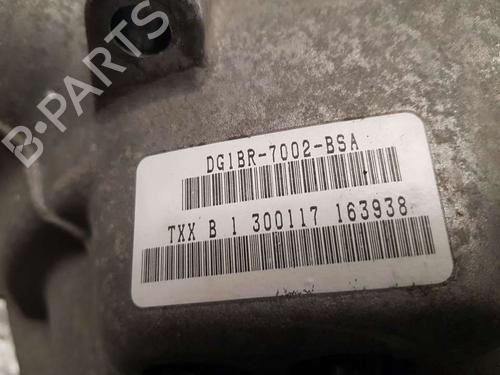 B-Parts
DG1BR-7002-BSA
TXX B 1 300117 163938